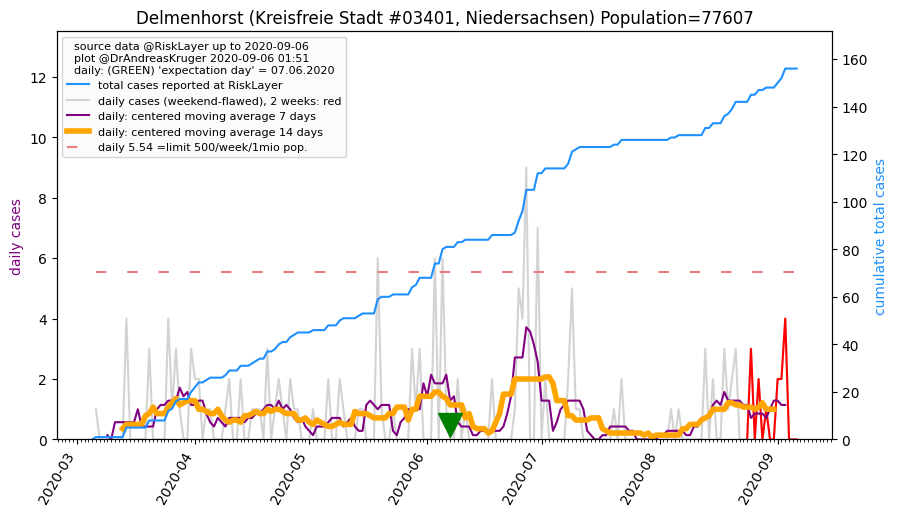 Delmenhorst (Kreisfreie Stadt #03401, Niedersachsen) Population=77607
source data @RiskLayer up to 2020-09-06
plot @DrAndreasKruger 2020-09-06 01:51
daily: (GREEN) 'expectation day' = 07.06.2020
total cases reported at RiskLayer
daily cases (weekend-flawed), 2 weeks: red
daily: centered moving average 7 days
daily: centered moving average 14 days
daily 5.54 =limit 500/week/1mio pop.
daily cases
12
10
8
6
4
2
0
160
140
120
100
80
60
40
20
0
cumulative total cases
2020-03
2020-04
2020-05
2020-06
2020-07
2020-08
2020-09